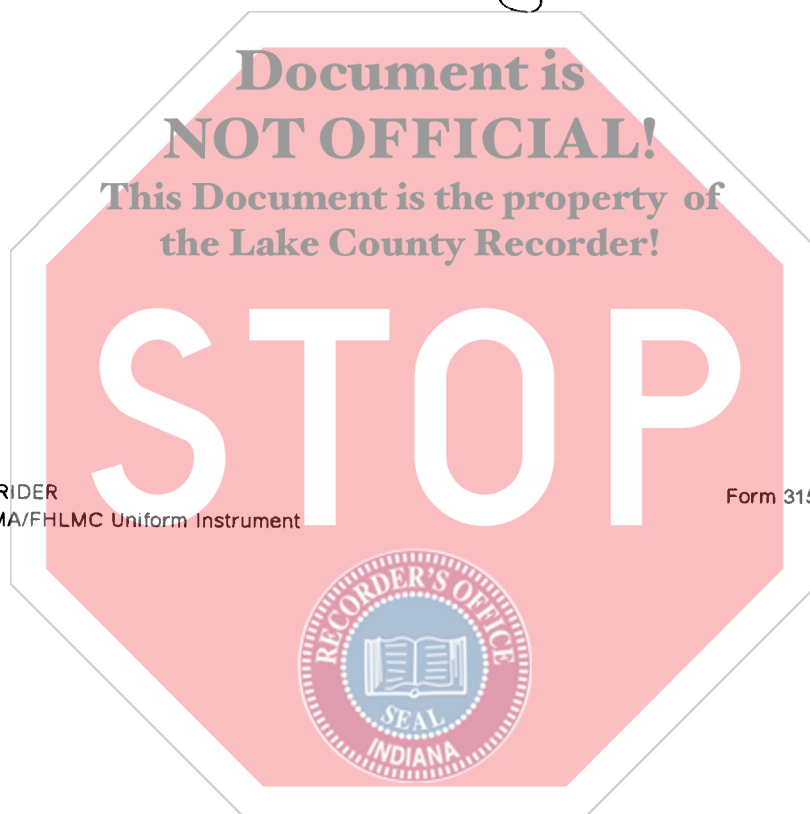 Document is
NOT OFFICIAL!
This Document is the property of
the Lake County Recorder!
STOP
RIDER
Form 315
MA/FHLMC Uniform Instrument
RECORDER'S OFFICE
SEAL
INDIANA